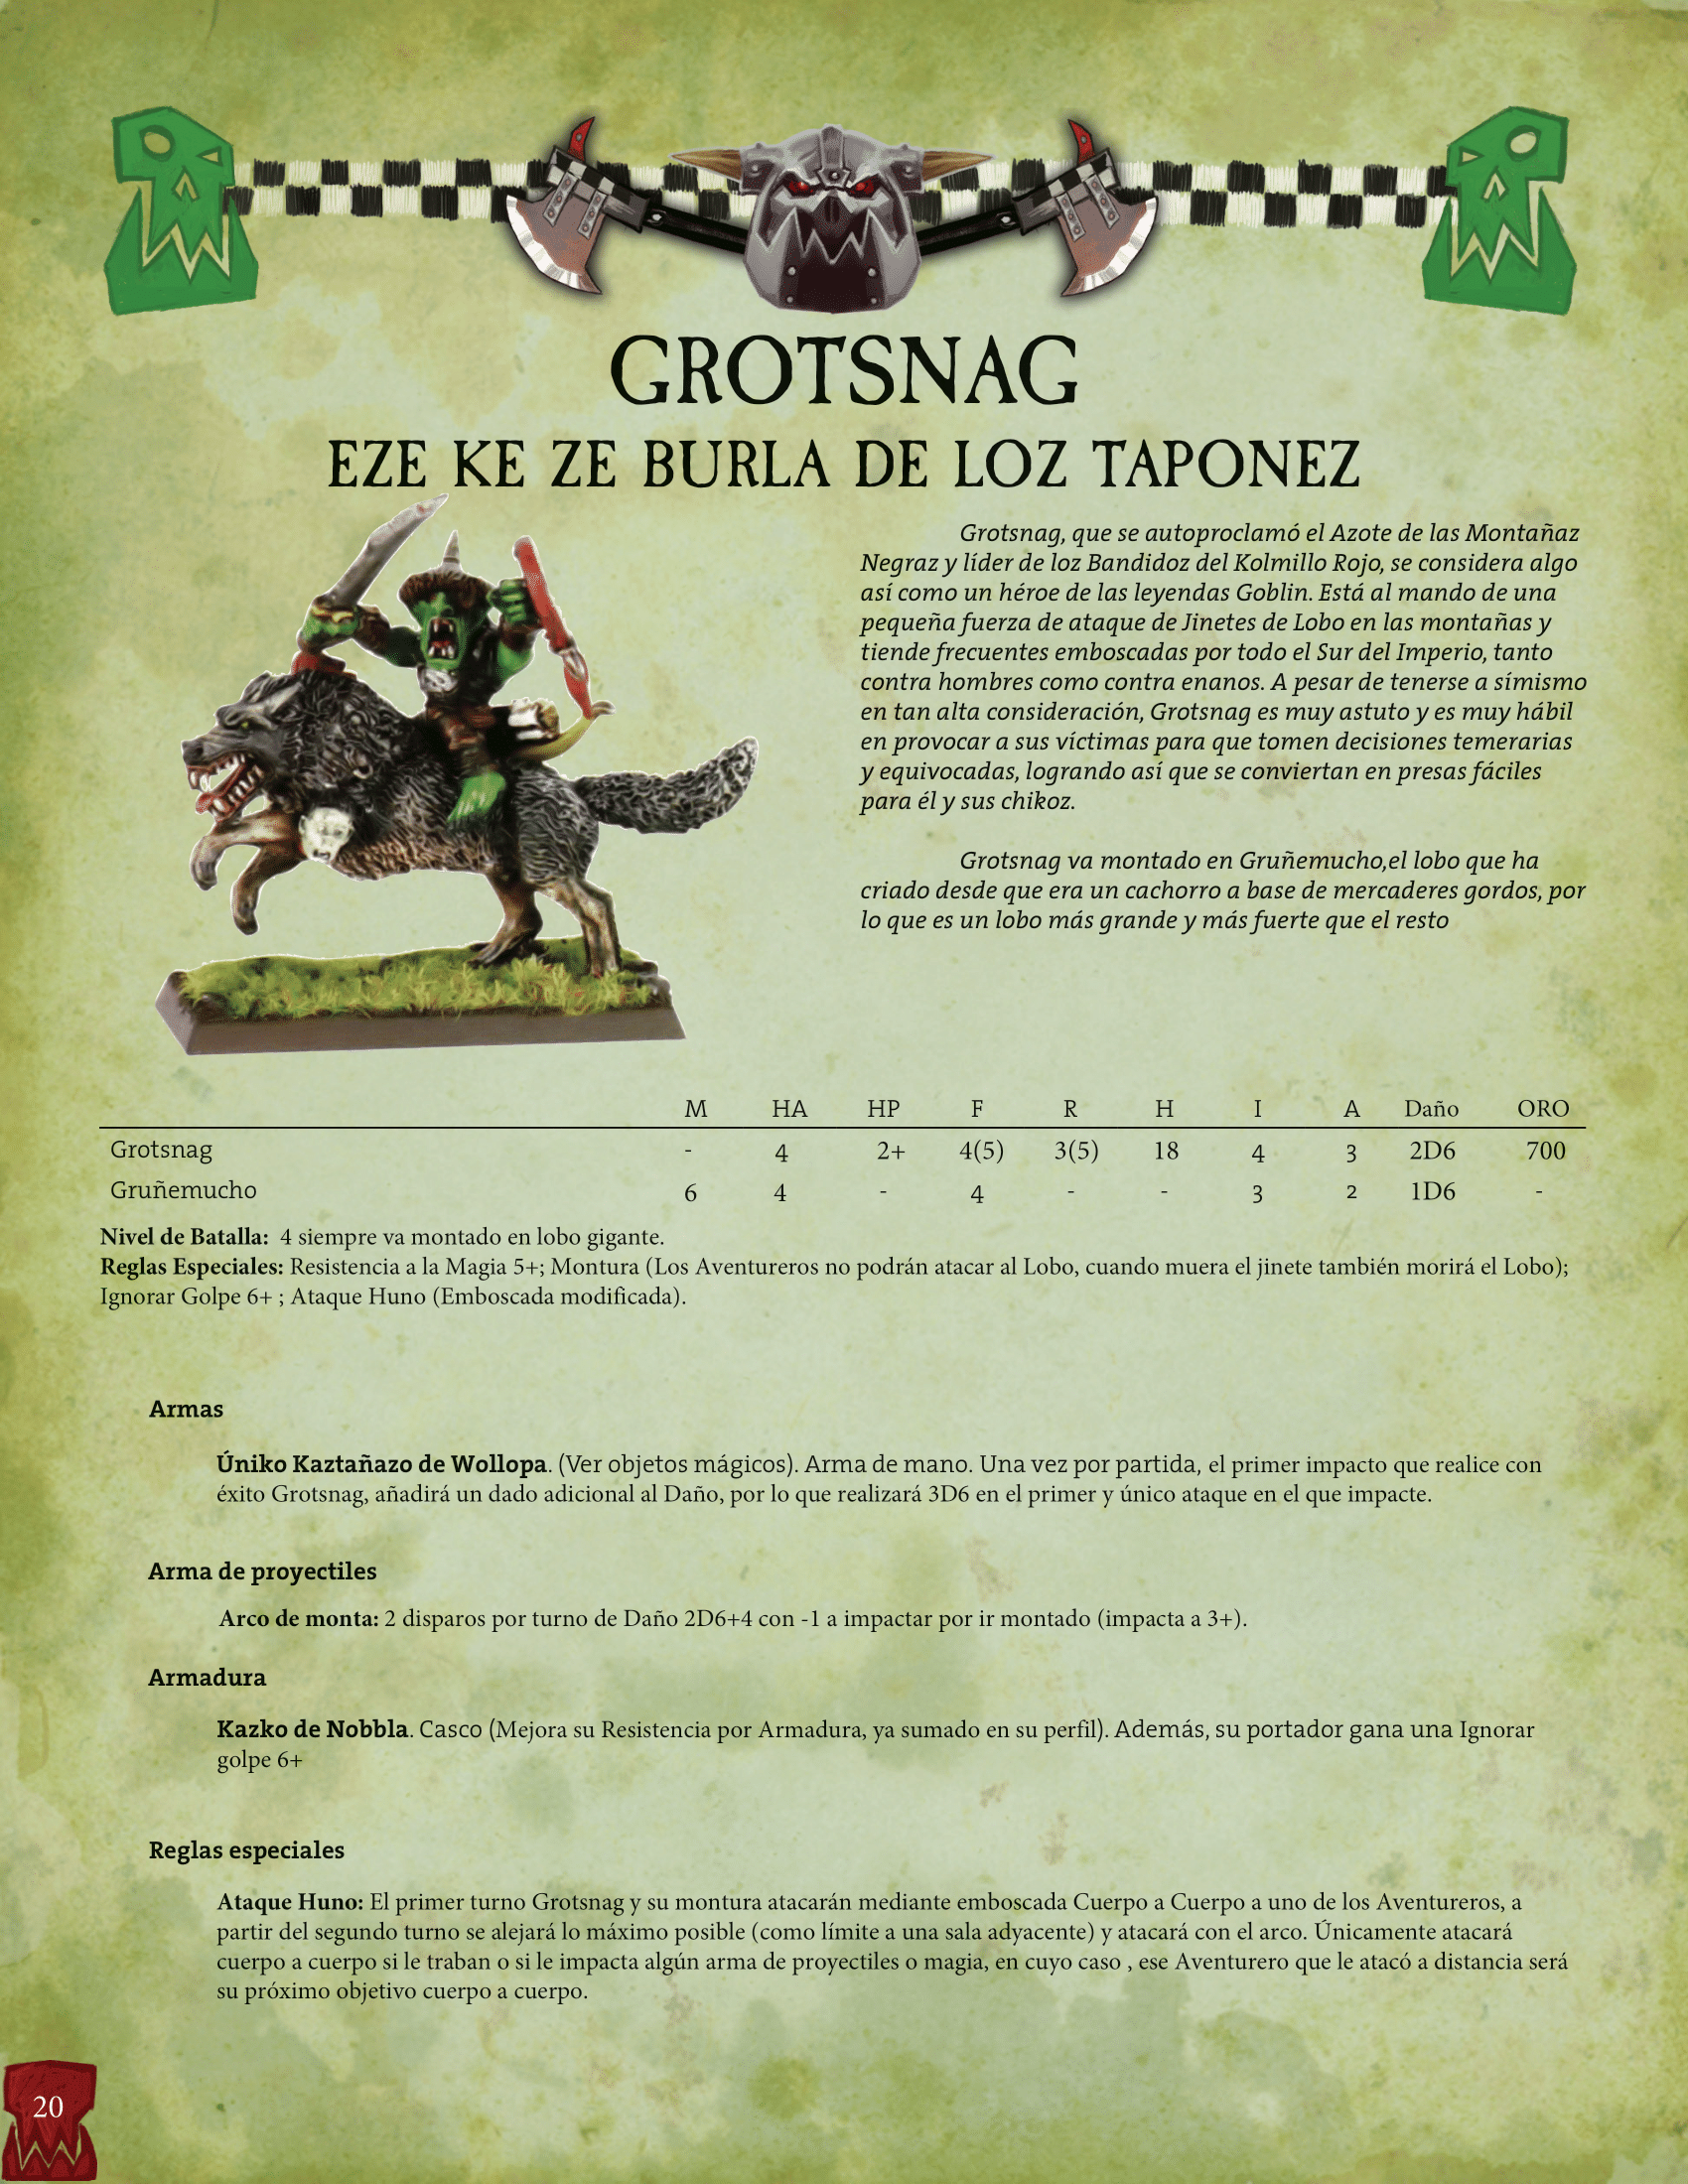 GROTSNAG
EZE KE ZE BURLA DE LOZ TAPONEZ
Grotsnag, que se autoproclamó el Azote de las Montañaz
Negraz y líder de loz Bandidoz del Kolmillo Rojo, se considera algo
así como un héroe de las leyendas Goblin. Está al mando de una
pequeña fuerza de ataque de Jinetes de Lobo en las montañas y
tiende frecuentes emboscadas por todo el Sur del Imperio, tanto
contra hombres como contra enanos. A pesar de tenerse a símismo
en tan alta consideración, Grotsnag es muy astuto y es muy hábil
en provocar a sus víctimas para que tomen decisiones temerarias
y equivocadas, logrando así que se conviertan en presas fáciles
para él y sus chikoz.
Grotsnag va montado en Gruñemucho,el lobo que ha
criado desde que era un cachorro a base de mercaderes gordos, por
lo que es un lobo más grande y más fuerte que el resto
M HA HP F R H I A Daño ORO
Grotsnag - 4 2+ 4(5) 3(5) 18 4 3 2D6 700
Gruñemucho 6 4 - 4 - - 3 2 1D6 -
Nivel de Batalla: 4 siempre va montado en lobo gigante.
Reglas Especiales: Resistencia a la Magia 5+; Montura (Los Aventureros no podrán atacar al Lobo, cuando muera el jinete también morirá el Lobo);
Ignorar Golpe 6+ ; Ataque Huno (Emboscada modificada).
Armas
Úniko Kaztañazo de Wollopa. (Ver objetos mágicos). Arma de mano. Una vez por partida, el primer impacto que realice con
éxito Grotsnag, añadirá un dado adicional al Daño, por lo que realizará 3D6 en el primer y único ataque en el que impacte.
Arma de proyectiles
Arco de monta: 2 disparos por turno de Daño 2D6+4 con -1 a impactar por ir montado (impacta a 3+).
Armadura
Kazko de Nobbla. Casco (Mejora su Resistencia por Armadura, ya sumado en su perfil). Además, su portador gana una Ignorar
golpe 6+
Reglas especiales
Ataque Huno: El primer turno Grotsnag y su montura atacarán mediante emboscada Cuerpo a Cuerpo a uno de los Aventureros, a
partir del segundo turno se alejará lo máximo posible (como límite a una sala adyacente) y atacará con el arco. Únicamente atacará
cuerpo a cuerpo si le traban o si le impacta algún arma de proyectiles o magia, en cuyo caso , ese Aventurero que le atacó a distancia será
su próximo objetivo cuerpo a cuerpo.
20